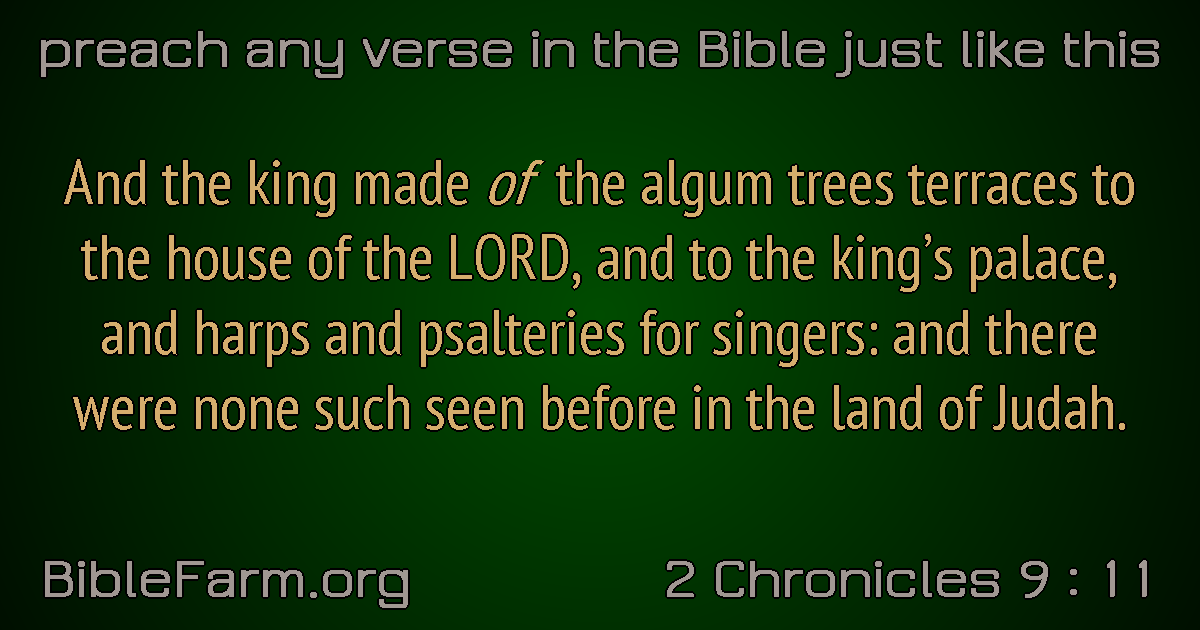 preach any verse in the Bible just like this
And the king made of the algum trees terraces to
the house of the LORD, and to the king’s palace,
and harps and psalteries for singers: and there
were none such seen before in the land of Judah.
BibleFarm.org
2 Chronicles 9 : 11